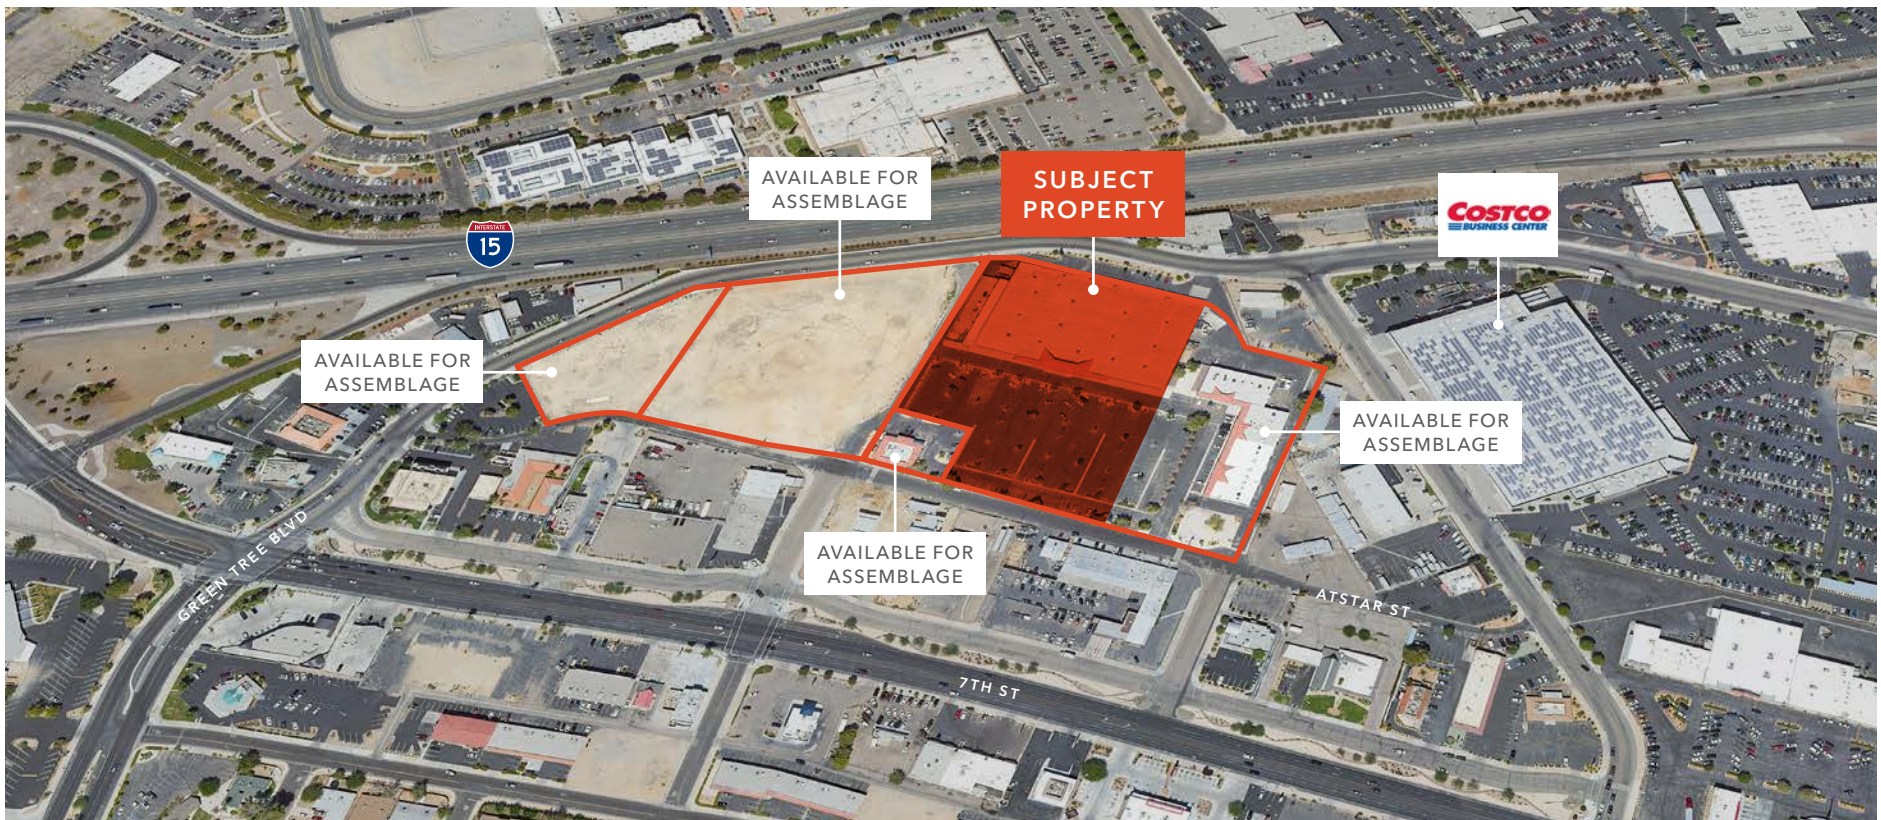 AVAILABLE FOR
ASSEMBLAGE
SUBJECT
PROPERTY
COSTCO
BUSINESS CENTER
INTERSTATE
15
AVAILABLE FOR
ASSEMBLAGE
AVAILABLE FOR
ASSEMBLAGE
AVAILABLE FOR
ASSEMBLAGE
GREEN TREE BLVD
ATSTAR ST
7TH ST